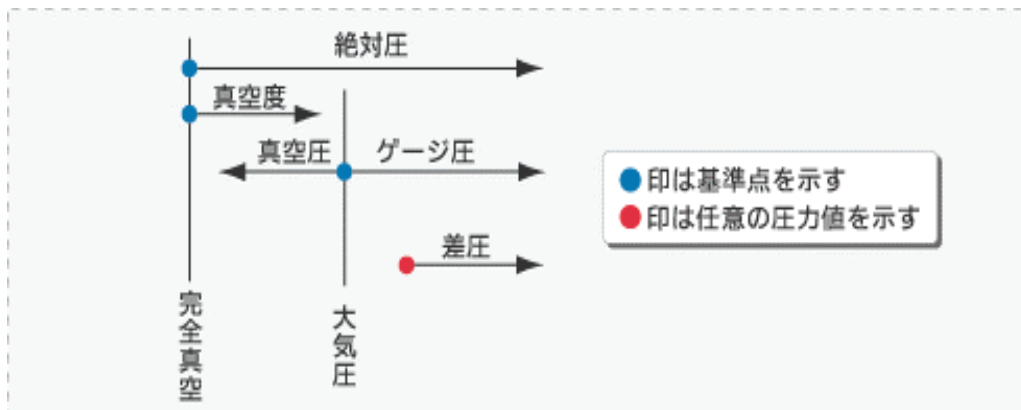 絶対圧
真空度
真空圧
ゲージ圧
●印は基準点を示す
●印は任意の圧力値を示す
差圧
完全真空
大気圧